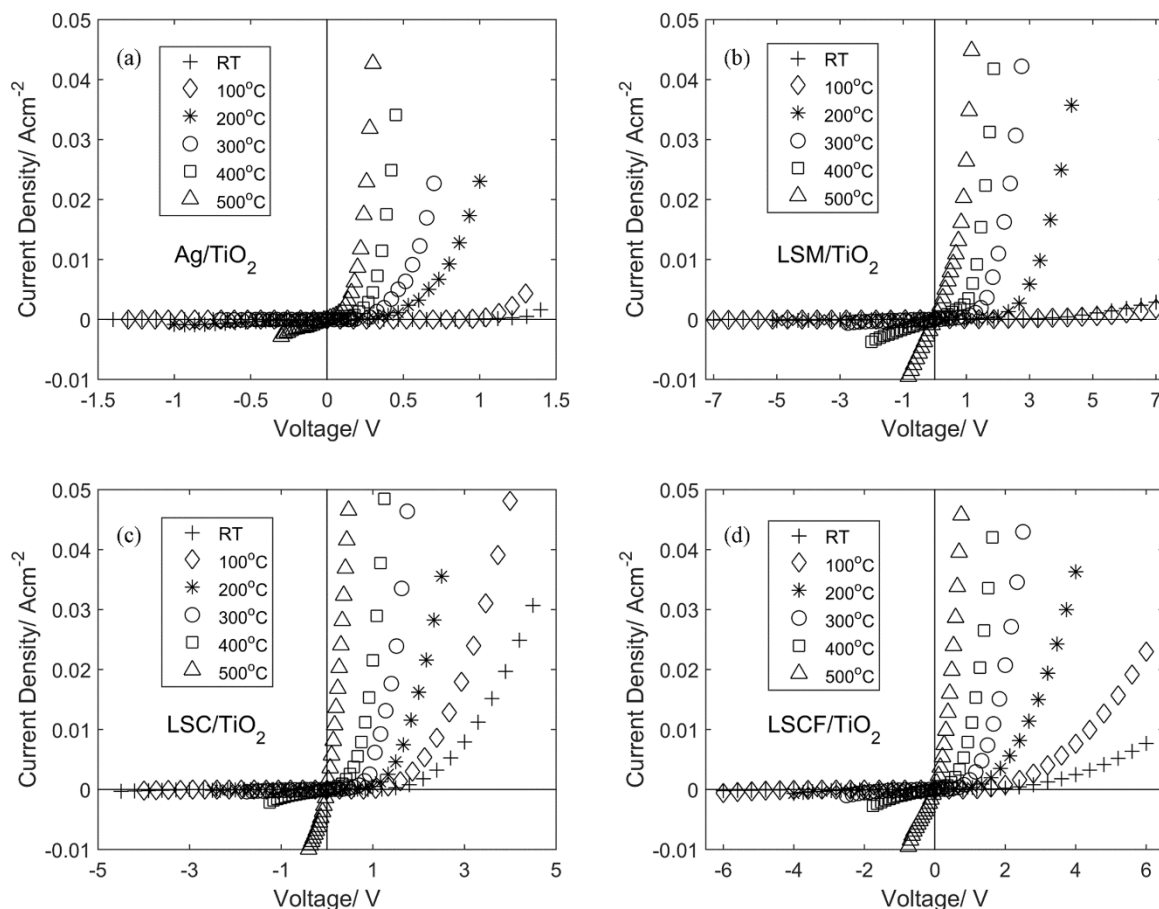 (a)
RT
100°C
200°C
300°C
400°C
500°C
Ag/TiO₂
Current Density/ Acm⁻²
0.05
0.04
0.03
0.02
0.01
0
-0.01
-1.5 -1 -0.5 0 0.5 1 1.5
Voltage/ V
(b)
RT
100°C
200°C
300°C
400°C
500°C
LSM/TiO₂
Current Density/ Acm⁻²
0.05
0.04
0.03
0.02
0.01
0
-0.01
-7 -5 -3 -1 1 3 5 7
Voltage/ V
(c)
RT
100°C
200°C
300°C
400°C
500°C
LSC/TiO₂
Current Density/ Acm⁻²
0.05
0.04
0.03
0.02
0.01
0
-0.01
-5 -3 -1 1 3 5
Voltage/ V
(d)
RT
100°C
200°C
300°C
400°C
500°C
LSCF/TiO₂
Current Density/ Acm⁻²
0.05
0.04
0.03
0.02
0.01
0
-0.01
-6 -4 -2 0 2 4 6
Voltage/ V